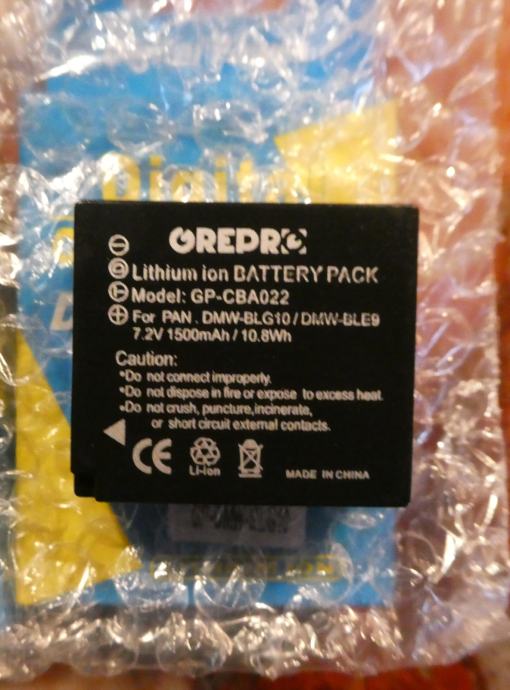 Digital
GREPRO
Lithium ion BATTERY PACK
Model: GP-CBA022
For PAN . DMW-BLG10 / DMW-BLE9
7.2V 1500mAh / 10.8Wh
Caution:
•Do not connect improperly.
•Do not dispose in fire or expose to excess heat.
•Do not crush, puncture,incinerate,
or short circuit external contacts.
CE
Li-ion
MADE IN CHINA